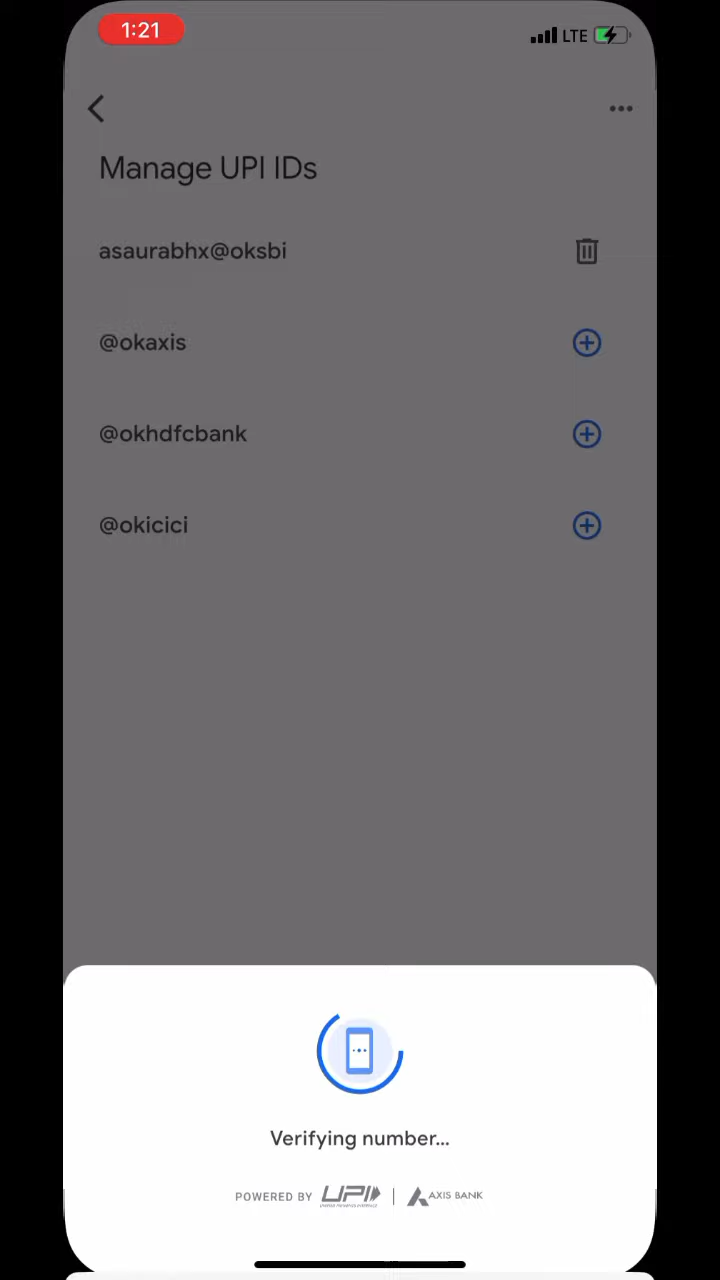 1:21
LTE
Manage UPI IDs
asaurabhx@oksbi
@okaxis
@okhdfcbank
@okicici
Verifying number...
POWERED BY UPI | AXIS BANK